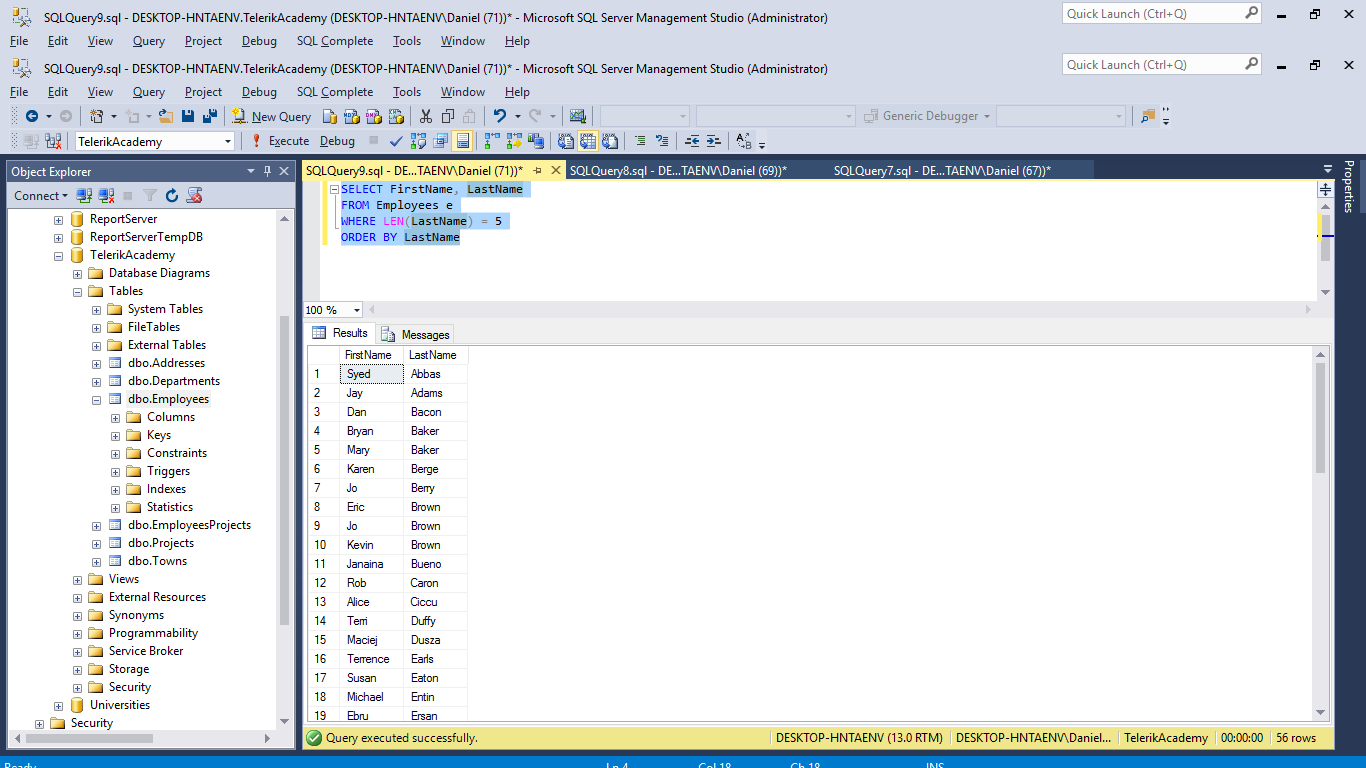 SQLQuery9.sql - DESKTOP-HNTAENV.TelerikAcademy (DESKTOP-HNTAENV\Daniel (71))* - Microsoft SQL Server Management Studio (Administrator)
Quick Launch (Ctrl+Q)
File Edit View Query Project Debug SQL Complete Tools Window Help
SQLQuery9.sql - DESKTOP-HNTAENV.TelerikAcademy (DESKTOP-HNTAENV\Daniel (71))* - Microsoft SQL Server Management Studio (Administrator)
Quick Launch (Ctrl+Q)
File Edit View Query Project Debug SQL Complete Tools Window Help
New Query
Generic Debugger
TelerikAcademy
Execute Debug
Object Explorer
Connect
ReportServer
ReportServerTempDB
TelerikAcademy
Database Diagrams
Tables
System Tables
FileTables
External Tables
dbo.Addresses
dbo.Departments
dbo.Employees
Columns
Keys
Constraints
Triggers
Indexes
Statistics
dbo.EmployeesProjects
dbo.Projects
dbo.Towns
Views
External Resources
Synonyms
Programmability
Service Broker
Storage
Security
Universities
Security
SQLQuery9.sql - DE...TAENV\Daniel (71))*
SQLQuery8.sql - DE...TAENV\Daniel (69))*
SQLQuery7.sql - DE...TAENV\Daniel (67))*
Properties
SELECT FirstName, LastName
FROM Employees e
WHERE LEN(LastName) = 5
ORDER BY LastName
100 %
Results
Messages
FirstName LastName
1 Syed Abbas
2 Jay Adams
3 Dan Bacon
4 Bryan Baker
5 Mary Baker
6 Karen Berge
7 Jo Berry
8 Eric Brown
9 Jo Brown
10 Kevin Brown
11 Janaina Bueno
12 Rob Caron
13 Alice Ciccu
14 Terri Duffy
15 Maciej Dusza
16 Terrence Earls
17 Susan Eaton
18 Michael Entin
19 Ebru Ersan
Query executed successfully.
DESKTOP-HNTAENV (13.0 RTM)
DESKTOP-HNTAENV\Daniel...
TelerikAcademy
00:00:00
56 rows
Ready
Ln 4
Col 18
Ch 18
INS